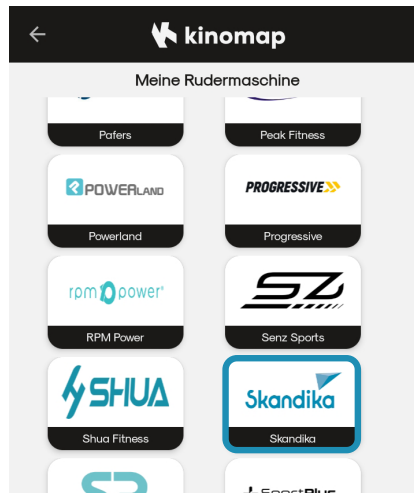 kinomap
Meine Rudermaschine
Pafers
Peak Fitness
POWERLAND
PROGRESSIVE
Powerland
Progressive
rpm power
SZ
RPM Power
Senz Sports
SHUA
Skandika
Shua Fitness
Skandika
SportPlus